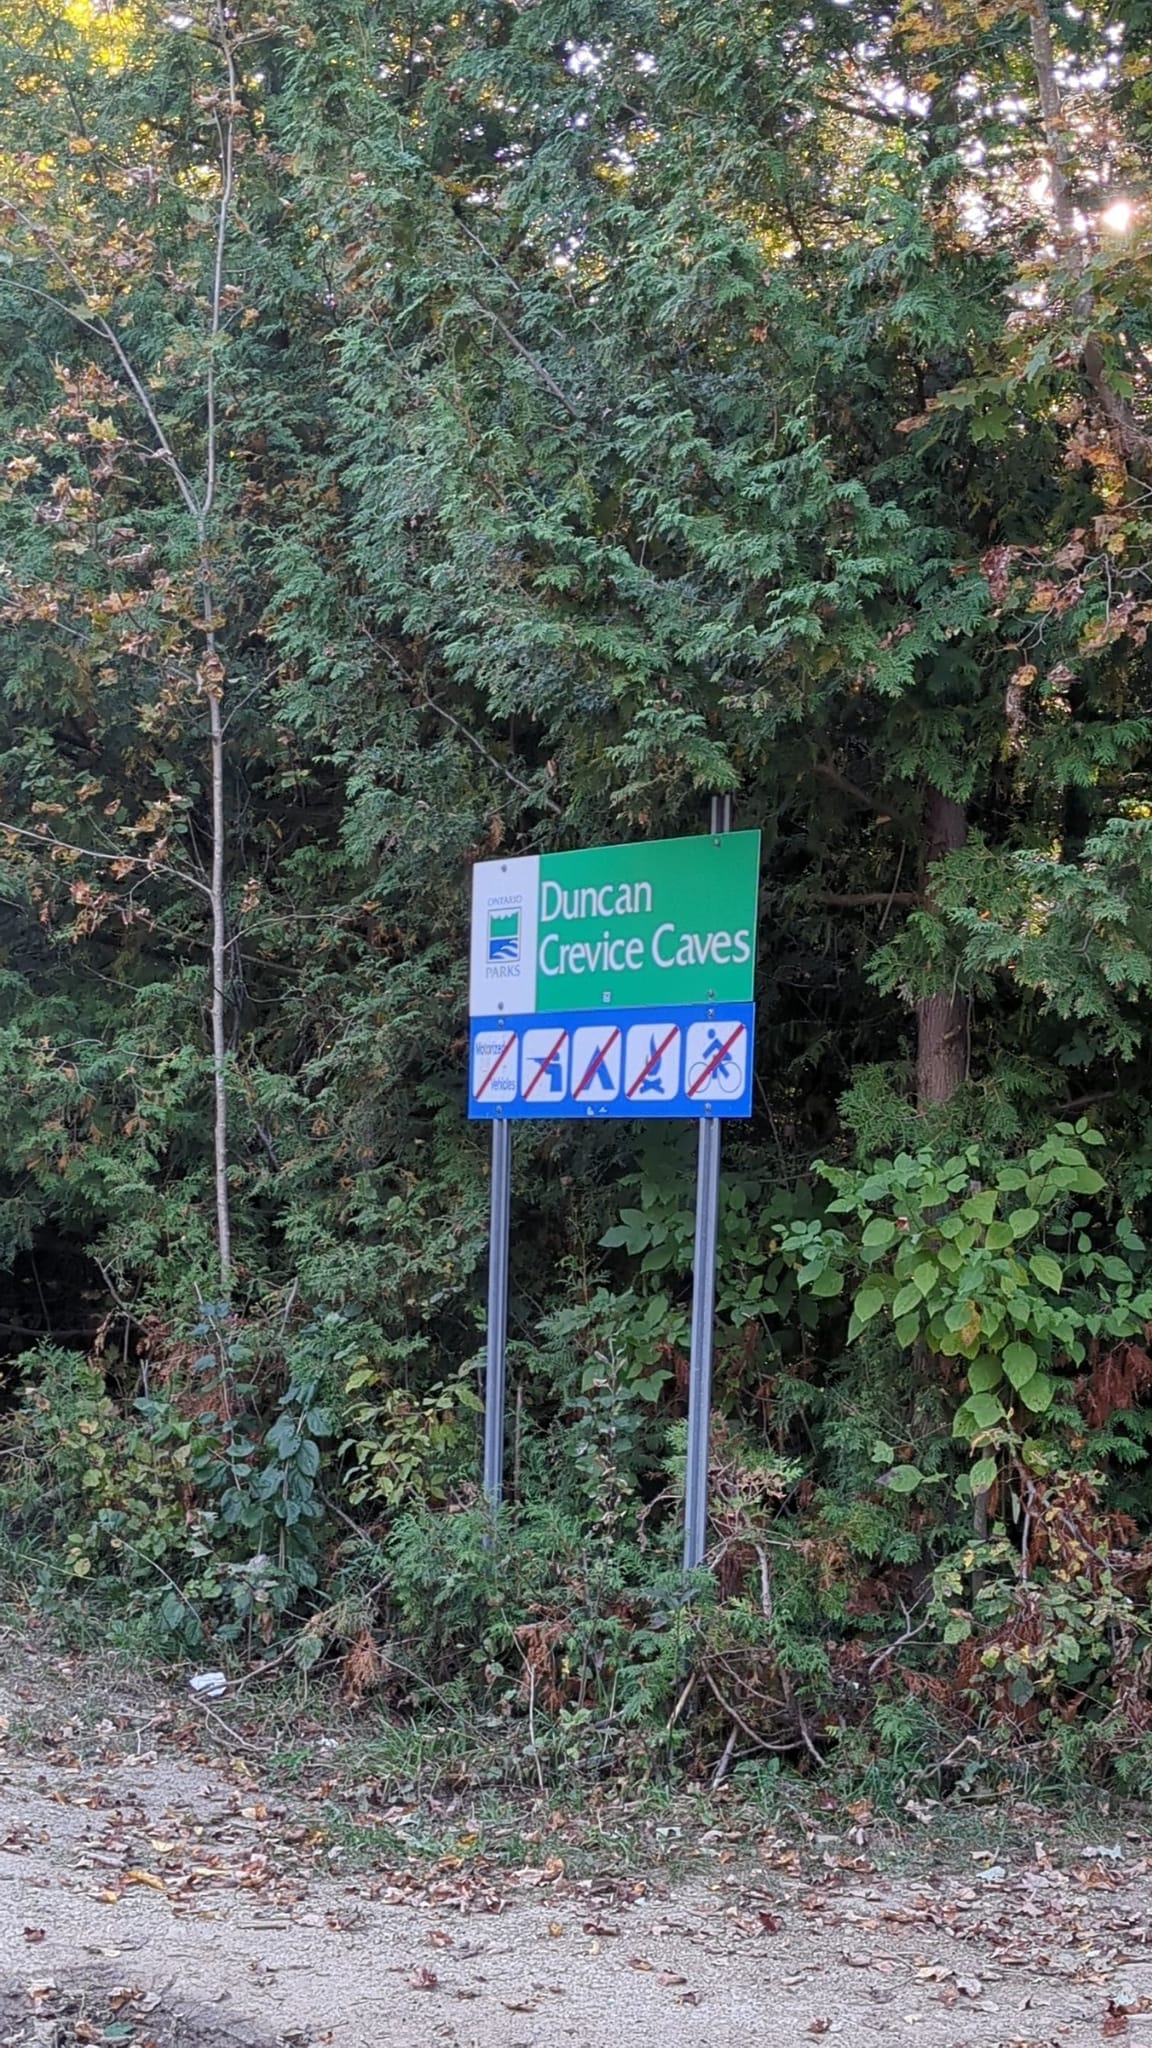 ONTARIO
PARKS
Duncan
Crevice Caves
Motorized
Vehicles